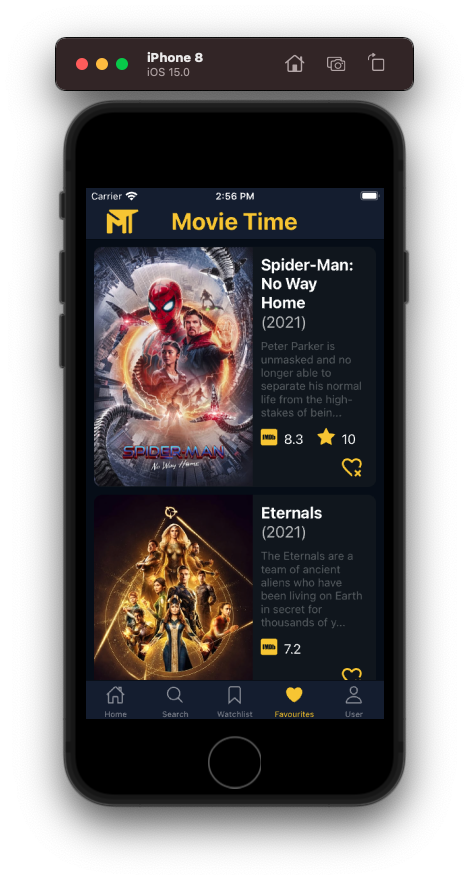 iPhone 8
iOS 15.0
Carrier
2:56 PM
MT
Movie Time
Spider-Man:
No Way
Home
(2021)
Peter Parker is
unmasked and no
longer able to
separate his normal
life from the high-
stakes of bein...
IMDb 8.3 10
SPIDER-MAN
No Way Home
Eternals
(2021)
The Eternals are a
team of ancient
aliens who have
been living on Earth
in secret for
thousands of y...
IMDb 7.2
Home Search Watchlist Favourites User